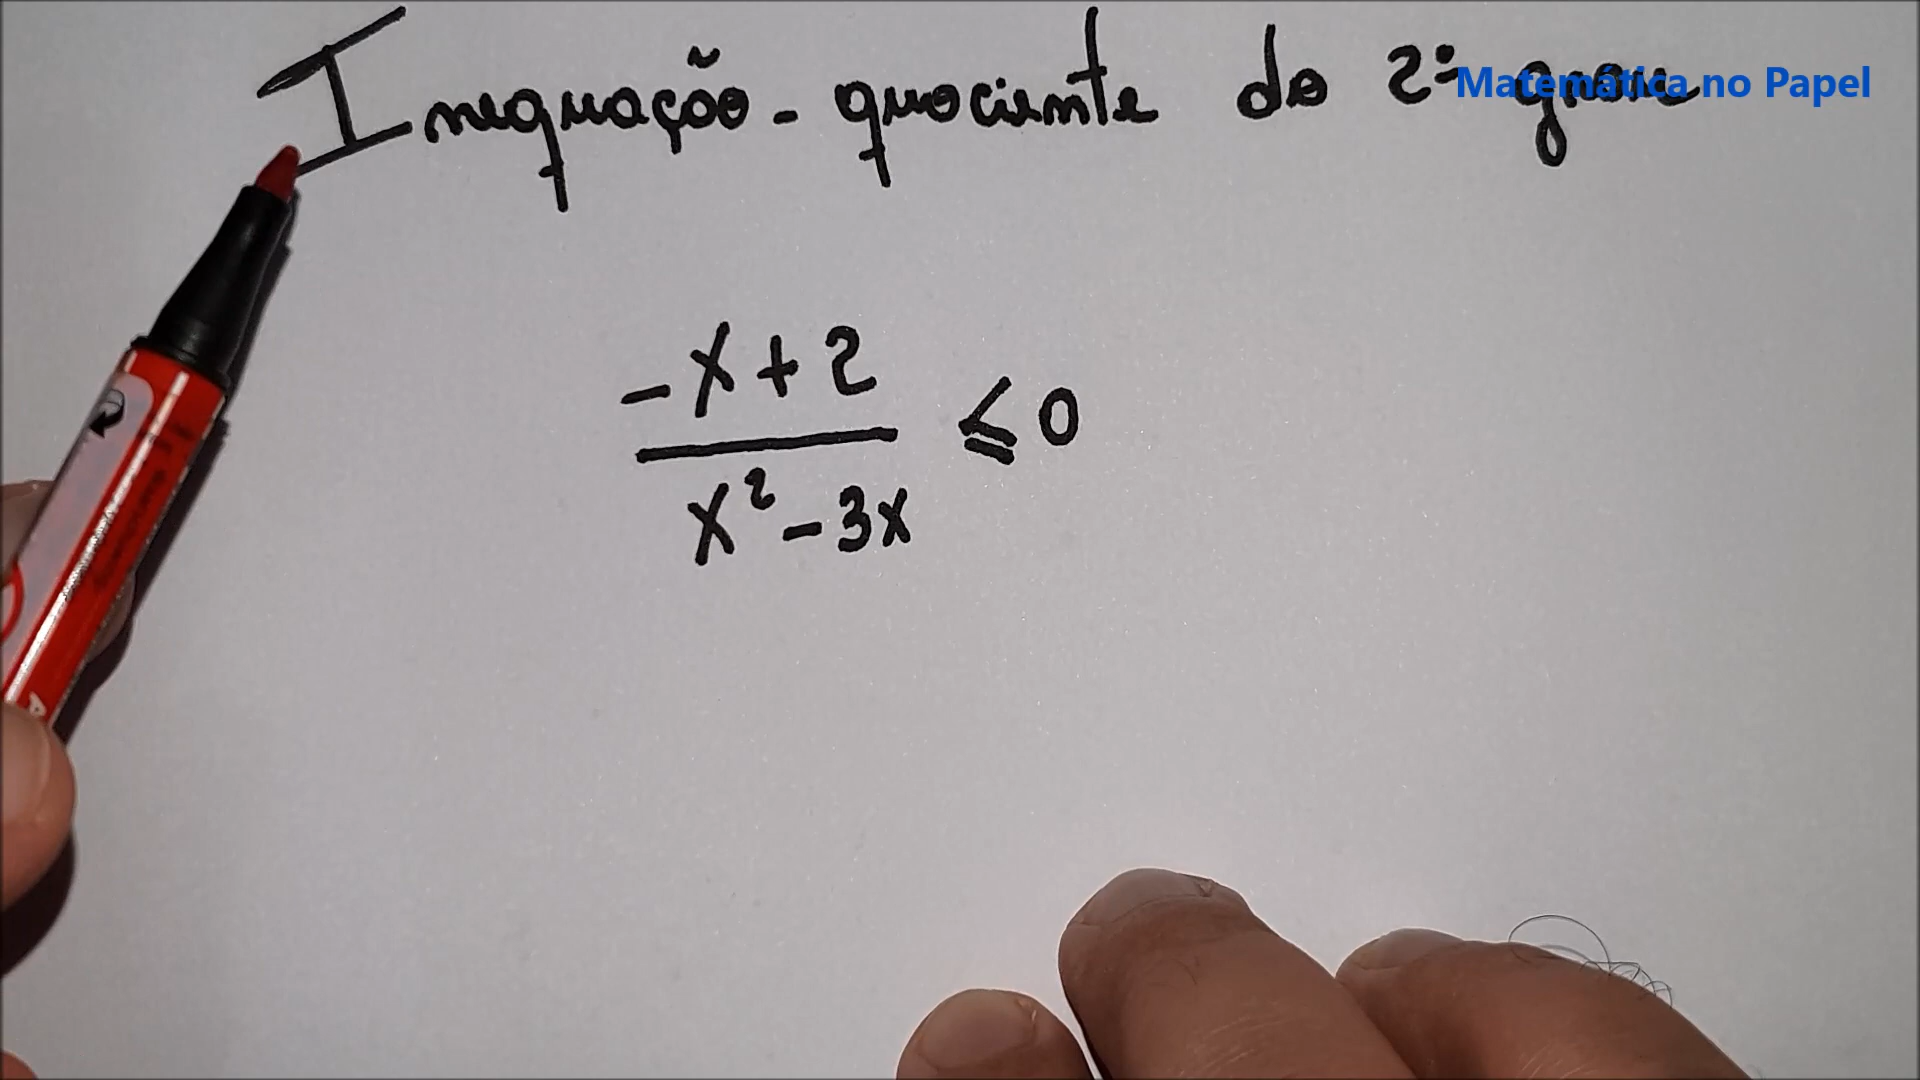 Inequação-quociente do 2º grau
Matemática no Papel
-x+2
x²-3x
≤0